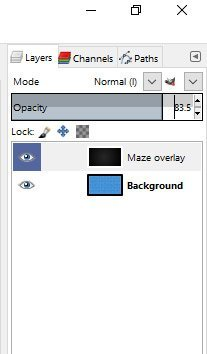 Layers Channels Paths
Mode Normal (l)
Opacity 83.5
Lock:
Maze overlay
Background